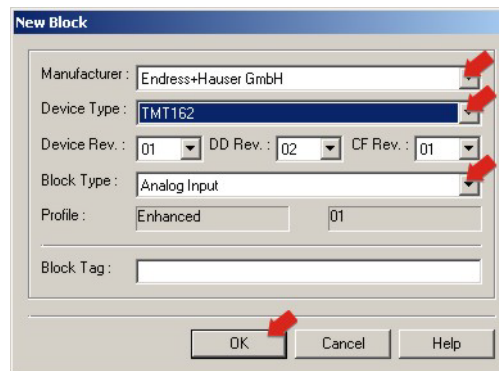 New Block
Manufacturer : Endress+Hauser GmbH
Device Type : TMT162
Device Rev. : 01 DD Rev. : 02 CF Rev. : 01
Block Type : Analog Input
Profile : Enhanced 01
Block Tag :
OK Cancel Help